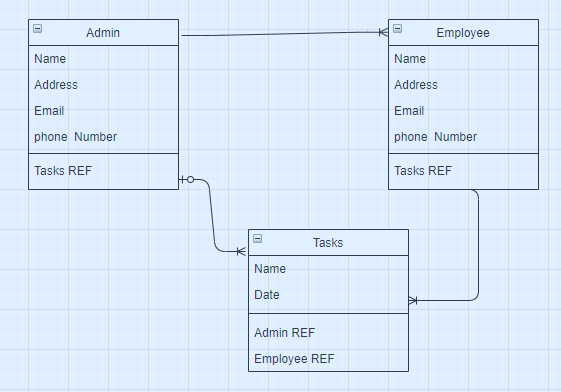 Admin
Name
Address
Email
phone Number
Tasks REF
Employee
Name
Address
Email
phone Number
Tasks REF
Tasks
Name
Date
Admin REF
Employee REF